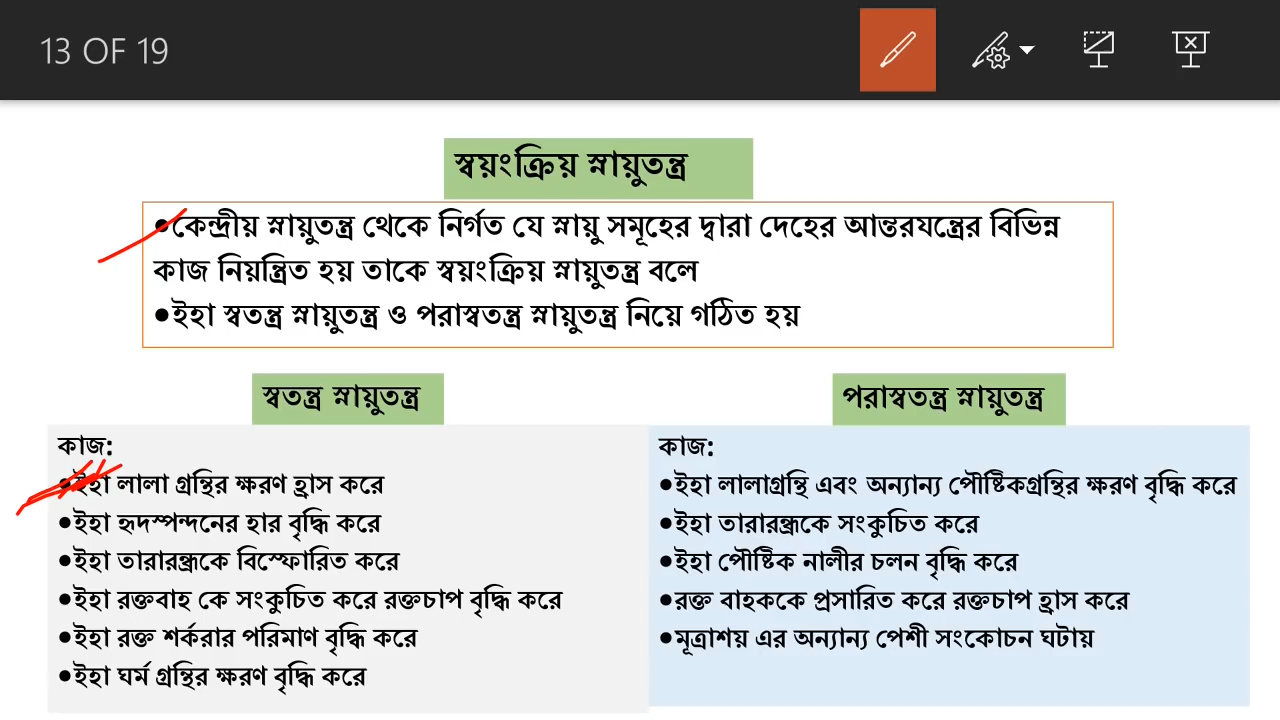 13 OF 19
স্বয়ংক্রিয় স্নায়ুতন্ত্র
●কেন্দ্রীয় স্নায়ুতন্ত্র থেকে নির্গত যে স্নায়ু সমূহের দ্বারা দেহের আন্তরযন্ত্রের বিভিন্ন
কাজ নিয়ন্ত্রিত হয় তাকে স্বয়ংক্রিয় স্নায়ুতন্ত্র বলে
●ইহা স্বতন্ত্র স্নায়ুতন্ত্র ও পরাস্বতন্ত্র স্নায়ুতন্ত্র নিয়ে গঠিত হয়
স্বতন্ত্র স্নায়ুতন্ত্র
কাজ:
●ইহা লালা গ্রন্থির ক্ষরণ হ্রাস করে
●ইহা হৃদস্পন্দনের হার বৃদ্ধি করে
●ইহা তারারন্ধ্রকে বিস্ফোরিত করে
●ইহা রক্তবাহ কে সংকুচিত করে রক্তচাপ বৃদ্ধি করে
●ইহা রক্ত শর্করার পরিমাণ বৃদ্ধি করে
●ইহা ঘর্ম গ্রন্থির ক্ষরণ বৃদ্ধি করে
পরাস্বতন্ত্র স্নায়ুতন্ত্র
কাজ:
●ইহা লালাগ্রন্থি এবং অন্যান্য পৌষ্টিকগ্রন্থির ক্ষরণ বৃদ্ধি করে
●ইহা তারারন্ধ্রকে সংকুচিত করে
●ইহা পৌষ্টিক নালীর চলন বৃদ্ধি করে
●রক্ত বাহককে প্রসারিত করে রক্তচাপ হ্রাস করে
●মূত্রাশয় এর অন্যান্য পেশী সংকোচন ঘটায়